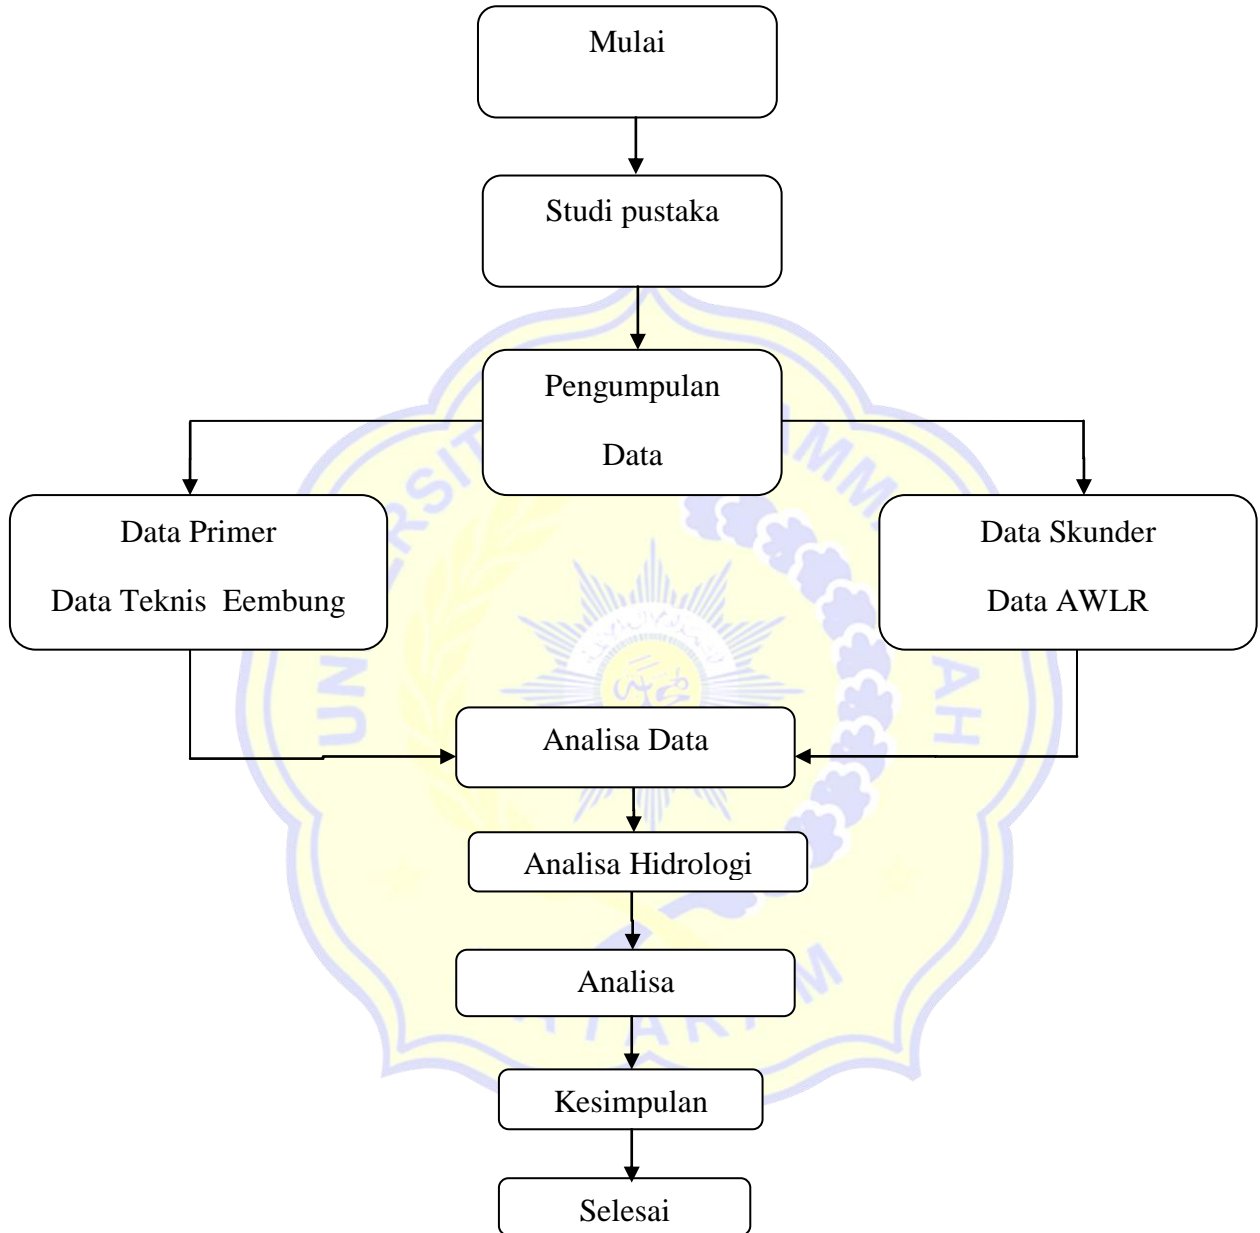 Mulai
Studi pustaka
Pengumpulan
Data
Data Primer
Data Teknis  Eembung
Data Skunder
Data AWLR
Analisa Data
Analisa Hidrologi
Analisa
Kesimpulan
Selesai